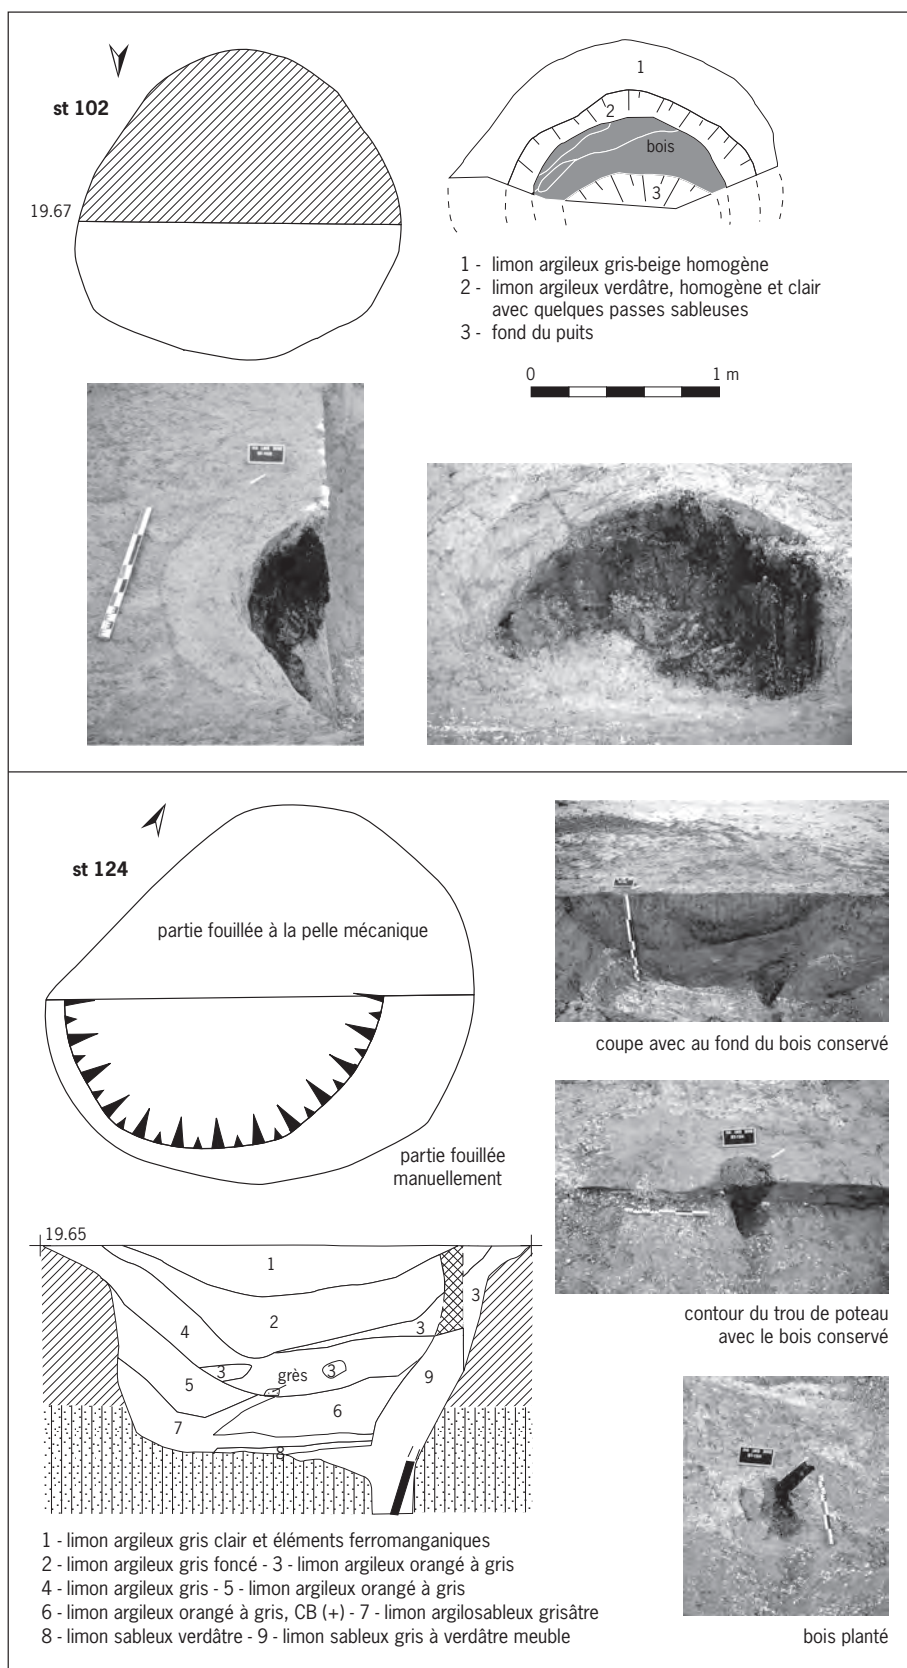 st 102
19.67
1
2
bois
3
1 - limon argileux gris-beige homogène
2 - limon argileux verdâtre, homogène et clair
avec quelques passes sableuses
3 - fond du puits
0 1 m
st 124
partie fouillée à la pelle mécanique
partie fouillée
manuellement
coupe avec au fond du bois conservé
contour du trou de poteau
avec le bois conservé
bois planté
19.65
1
2
3
3
4
3
grès
3
9
5
6
7
8
1 - limon argileux gris clair et éléments ferromanganiques
2 - limon argileux gris foncé - 3 - limon argileux orangé à gris
4 - limon argileux gris - 5 - limon argileux orangé à gris
6 - limon argileux orangé à gris, CB (+) - 7 - limon argilosableux grisâtre
8 - limon sableux verdâtre - 9 - limon sableux gris à verdâtre meuble